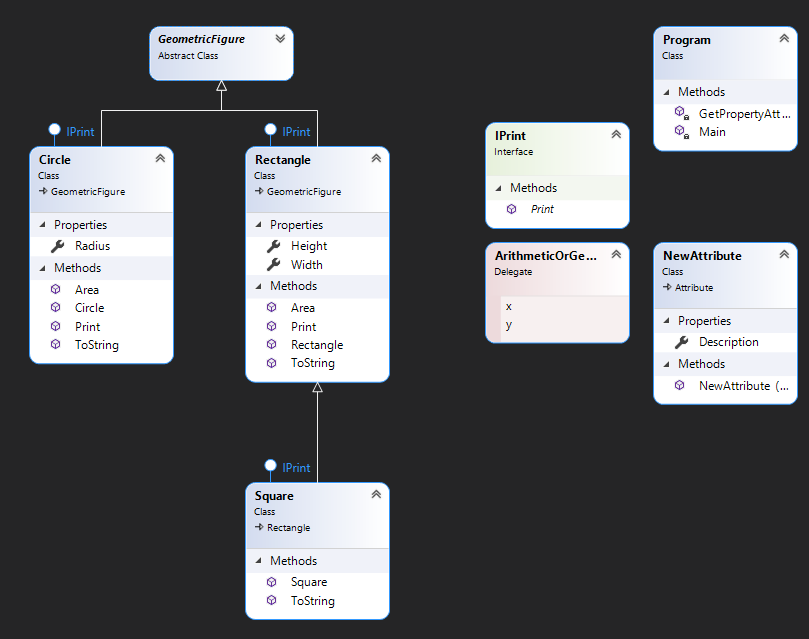 GeometricFigure
Abstract Class
IPrint
Circle
Class
GeometricFigure
Properties
Radius
Methods
Area
Circle
Print
ToString
IPrint
Rectangle
Class
GeometricFigure
Properties
Height
Width
Methods
Area
Print
Rectangle
ToString
IPrint
Square
Class
Rectangle
Methods
Square
ToString
IPrint
Interface
Methods
Print
ArithmeticOrGe...
Delegate
x
y
Program
Class
Methods
GetPropertyAtt...
Main
NewAttribute
Class
Attribute
Properties
Description
Methods
NewAttribute (...